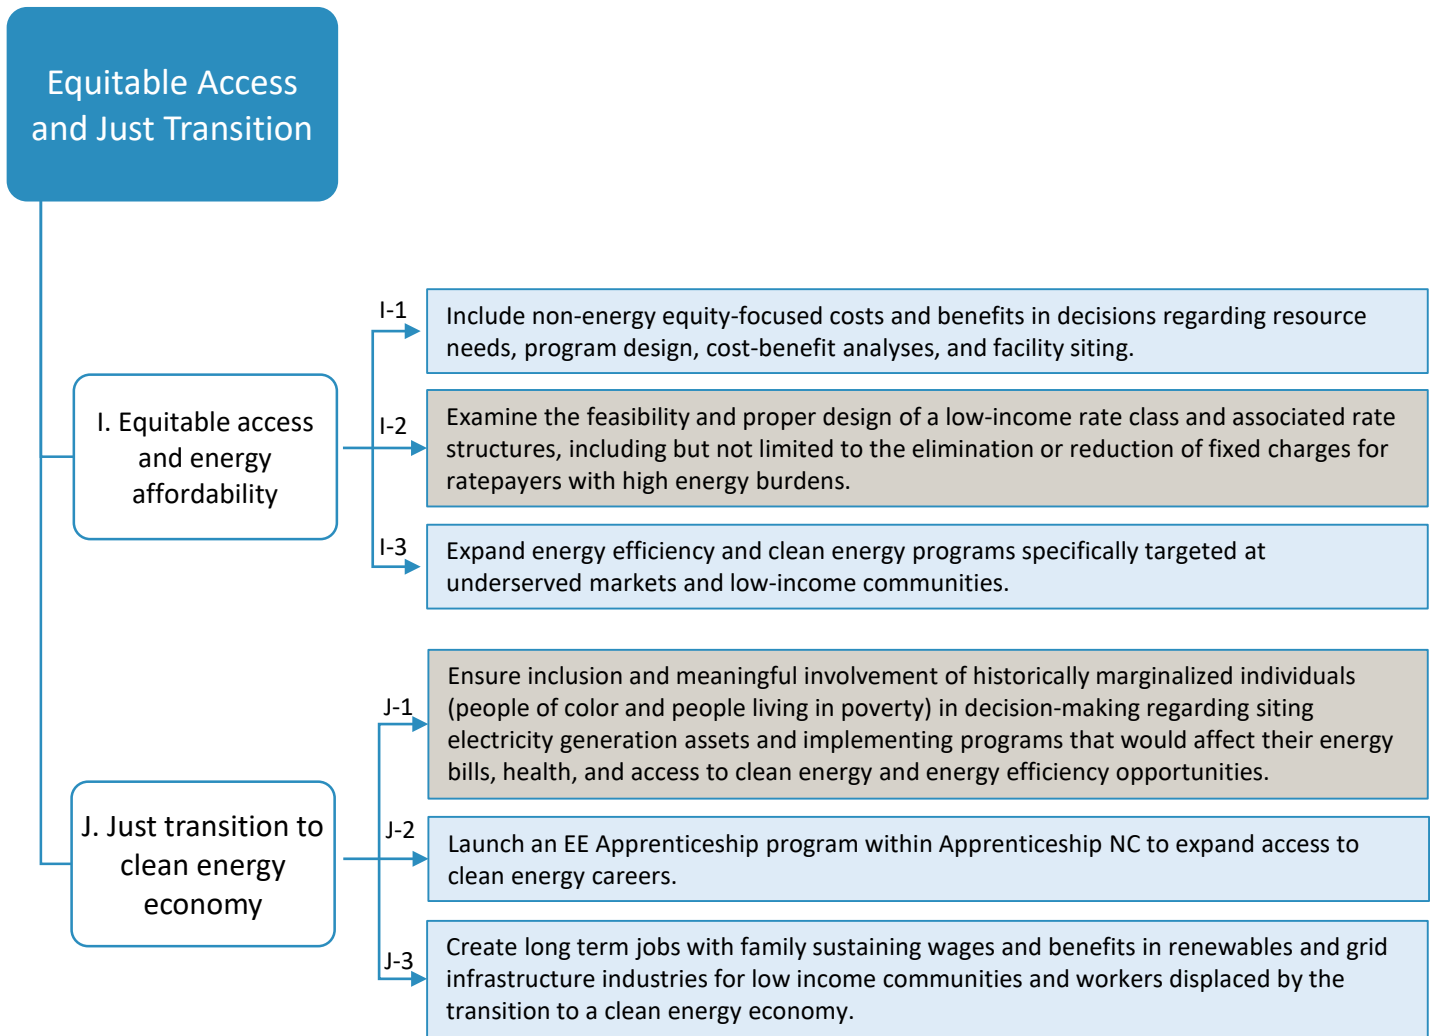 Equitable Access
and Just Transition
I. Equitable access
and energy
affordability
I-1
Include non-energy equity-focused costs and benefits in decisions regarding resource
needs, program design, cost-benefit analyses, and facility siting.
I-2
Examine the feasibility and proper design of a low-income rate class and associated rate
structures, including but not limited to the elimination or reduction of fixed charges for
ratepayers with high energy burdens.
I-3
Expand energy efficiency and clean energy programs specifically targeted at
underserved markets and low-income communities.
J. Just transition to
clean energy
economy
J-1
Ensure inclusion and meaningful involvement of historically marginalized individuals
(people of color and people living in poverty) in decision-making regarding siting
electricity generation assets and implementing programs that would affect their energy
bills, health, and access to clean energy and energy efficiency opportunities.
J-2
Launch an EE Apprenticeship program within Apprenticeship NC to expand access to
clean energy careers.
J-3
Create long term jobs with family sustaining wages and benefits in renewables and grid
infrastructure industries for low income communities and workers displaced by the
transition to a clean energy economy.